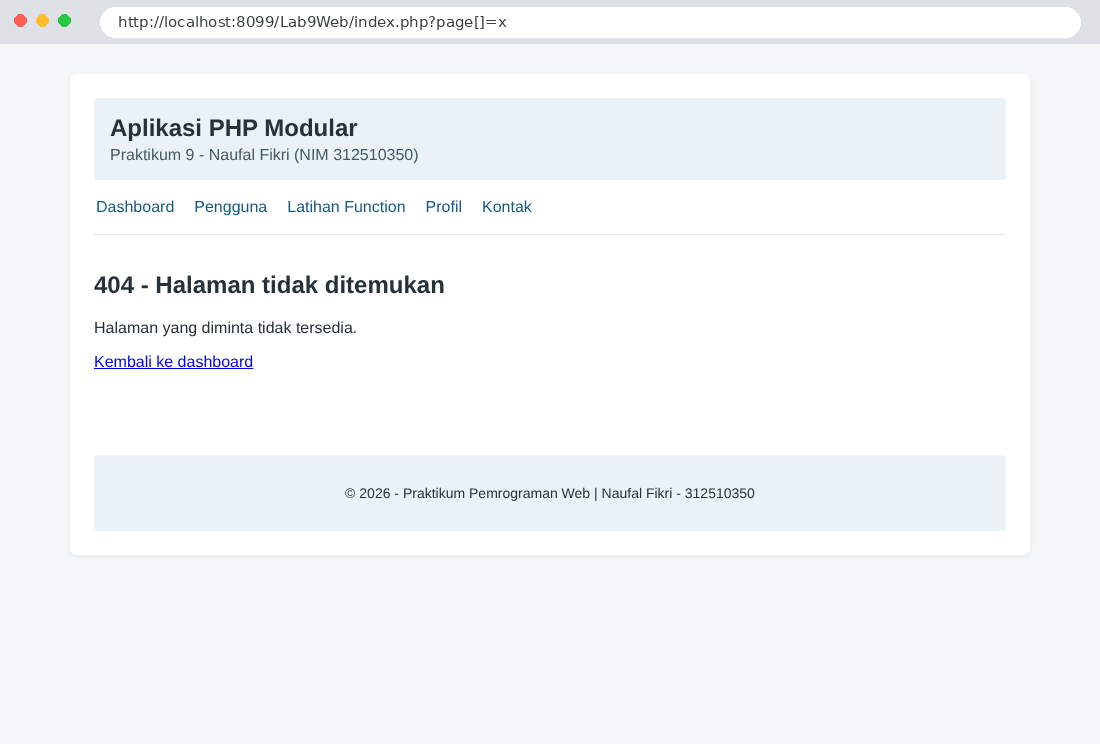 http://localhost:8099/Lab9Web/index.php?page[]=x
Aplikasi PHP Modular
Praktikum 9 - Naufal Fikri (NIM 312510350)
Dashboard Pengguna Latihan Function Profil Kontak
404 - Halaman tidak ditemukan
Halaman yang diminta tidak tersedia.
Kembali ke dashboard
© 2026 - Praktikum Pemrograman Web | Naufal Fikri - 312510350